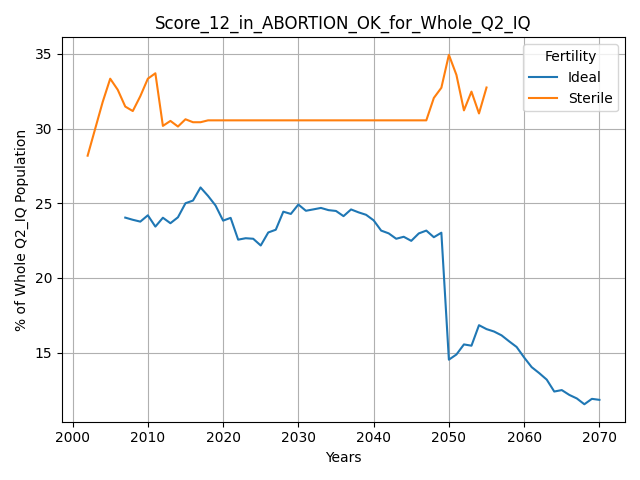 Score_12_in_ABORTION_OK_for_Whole_Q2_IQ
Fertility
Ideal
Sterile
% of Whole Q2_IQ Population
35
30
25
20
15
2000 2010 2020 2030 2040 2050 2060 2070
Years